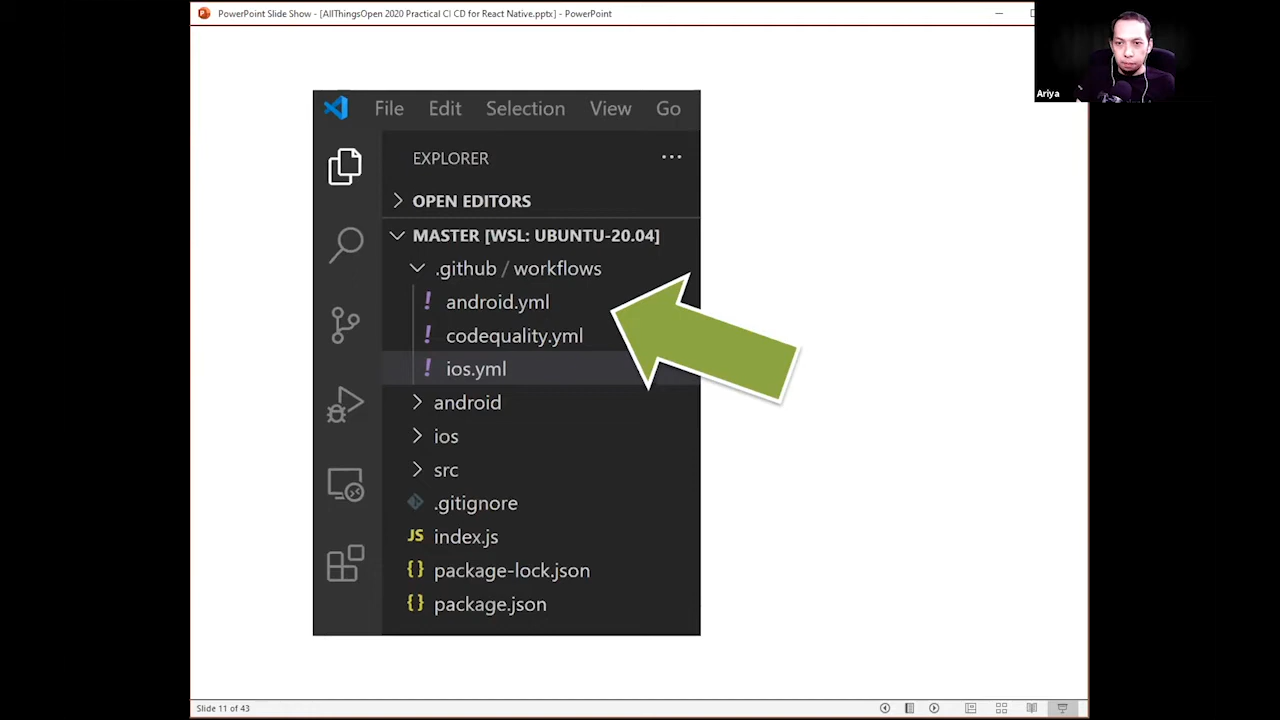 PowerPoint Slide Show - [AllThingsOpen 2020 Practical CI CD for React Native.pptx] - PowerPoint
Ariya
File Edit Selection View Go
EXPLORER
OPEN EDITORS
MASTER [WSL: UBUNTU-20.04]
.github / workflows
! android.yml
! codequality.yml
! ios.yml
android
ios
src
.gitignore
JS index.js
{} package-lock.json
{} package.json
Slide 11 of 43